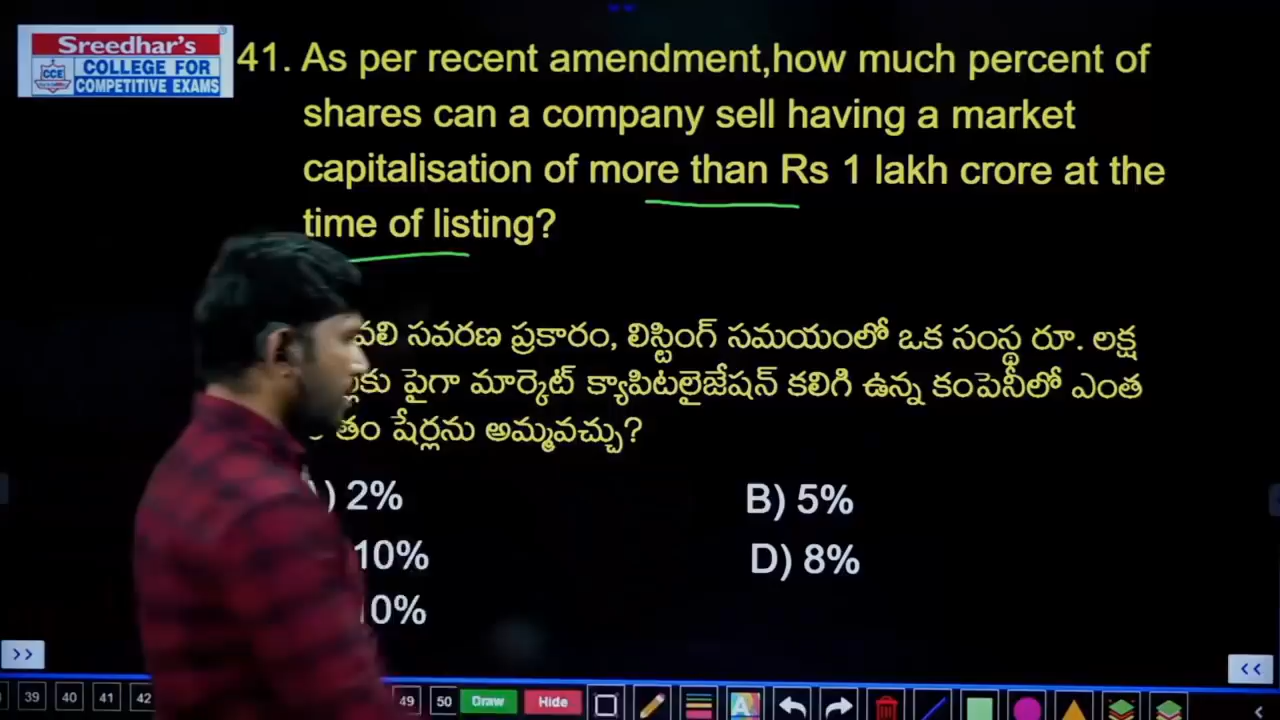 Sreedhar's
CCE
COLLEGE FOR
COMPETITIVE EXAMS
41. As per recent amendment,how much percent of
shares can a company sell having a market
capitalisation of more than Rs 1 lakh crore at the
time of listing?
సవరణ ప్రకారం, లిస్టింగ్ సమయంలో ఒక సంస్థ రూ. లక్ష
పైగా మార్కెట్ క్యాపిటలైజేషన్ కలిగి ఉన్న కంపెనీలో ఎంత
షేర్లను అమ్మవచ్చు?
) 2%
B) 5%
10%
D) 8%
0%
>>
<<
39 40 41 42 49 50 Draw Hide